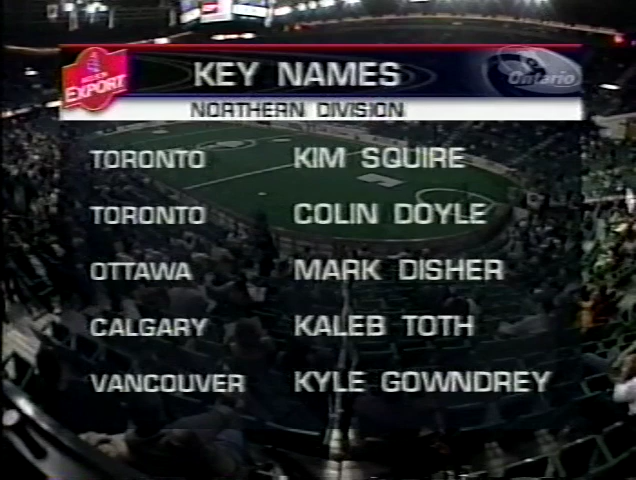 KEY NAMES
EXPORT
Ontario
NORTHERN DIVISION
TORONTO KIM SQUIRE
TORONTO COLIN DOYLE
OTTAWA MARK DISHER
CALGARY KALEB TOTH
VANCOUVER KYLE GOWNDREY